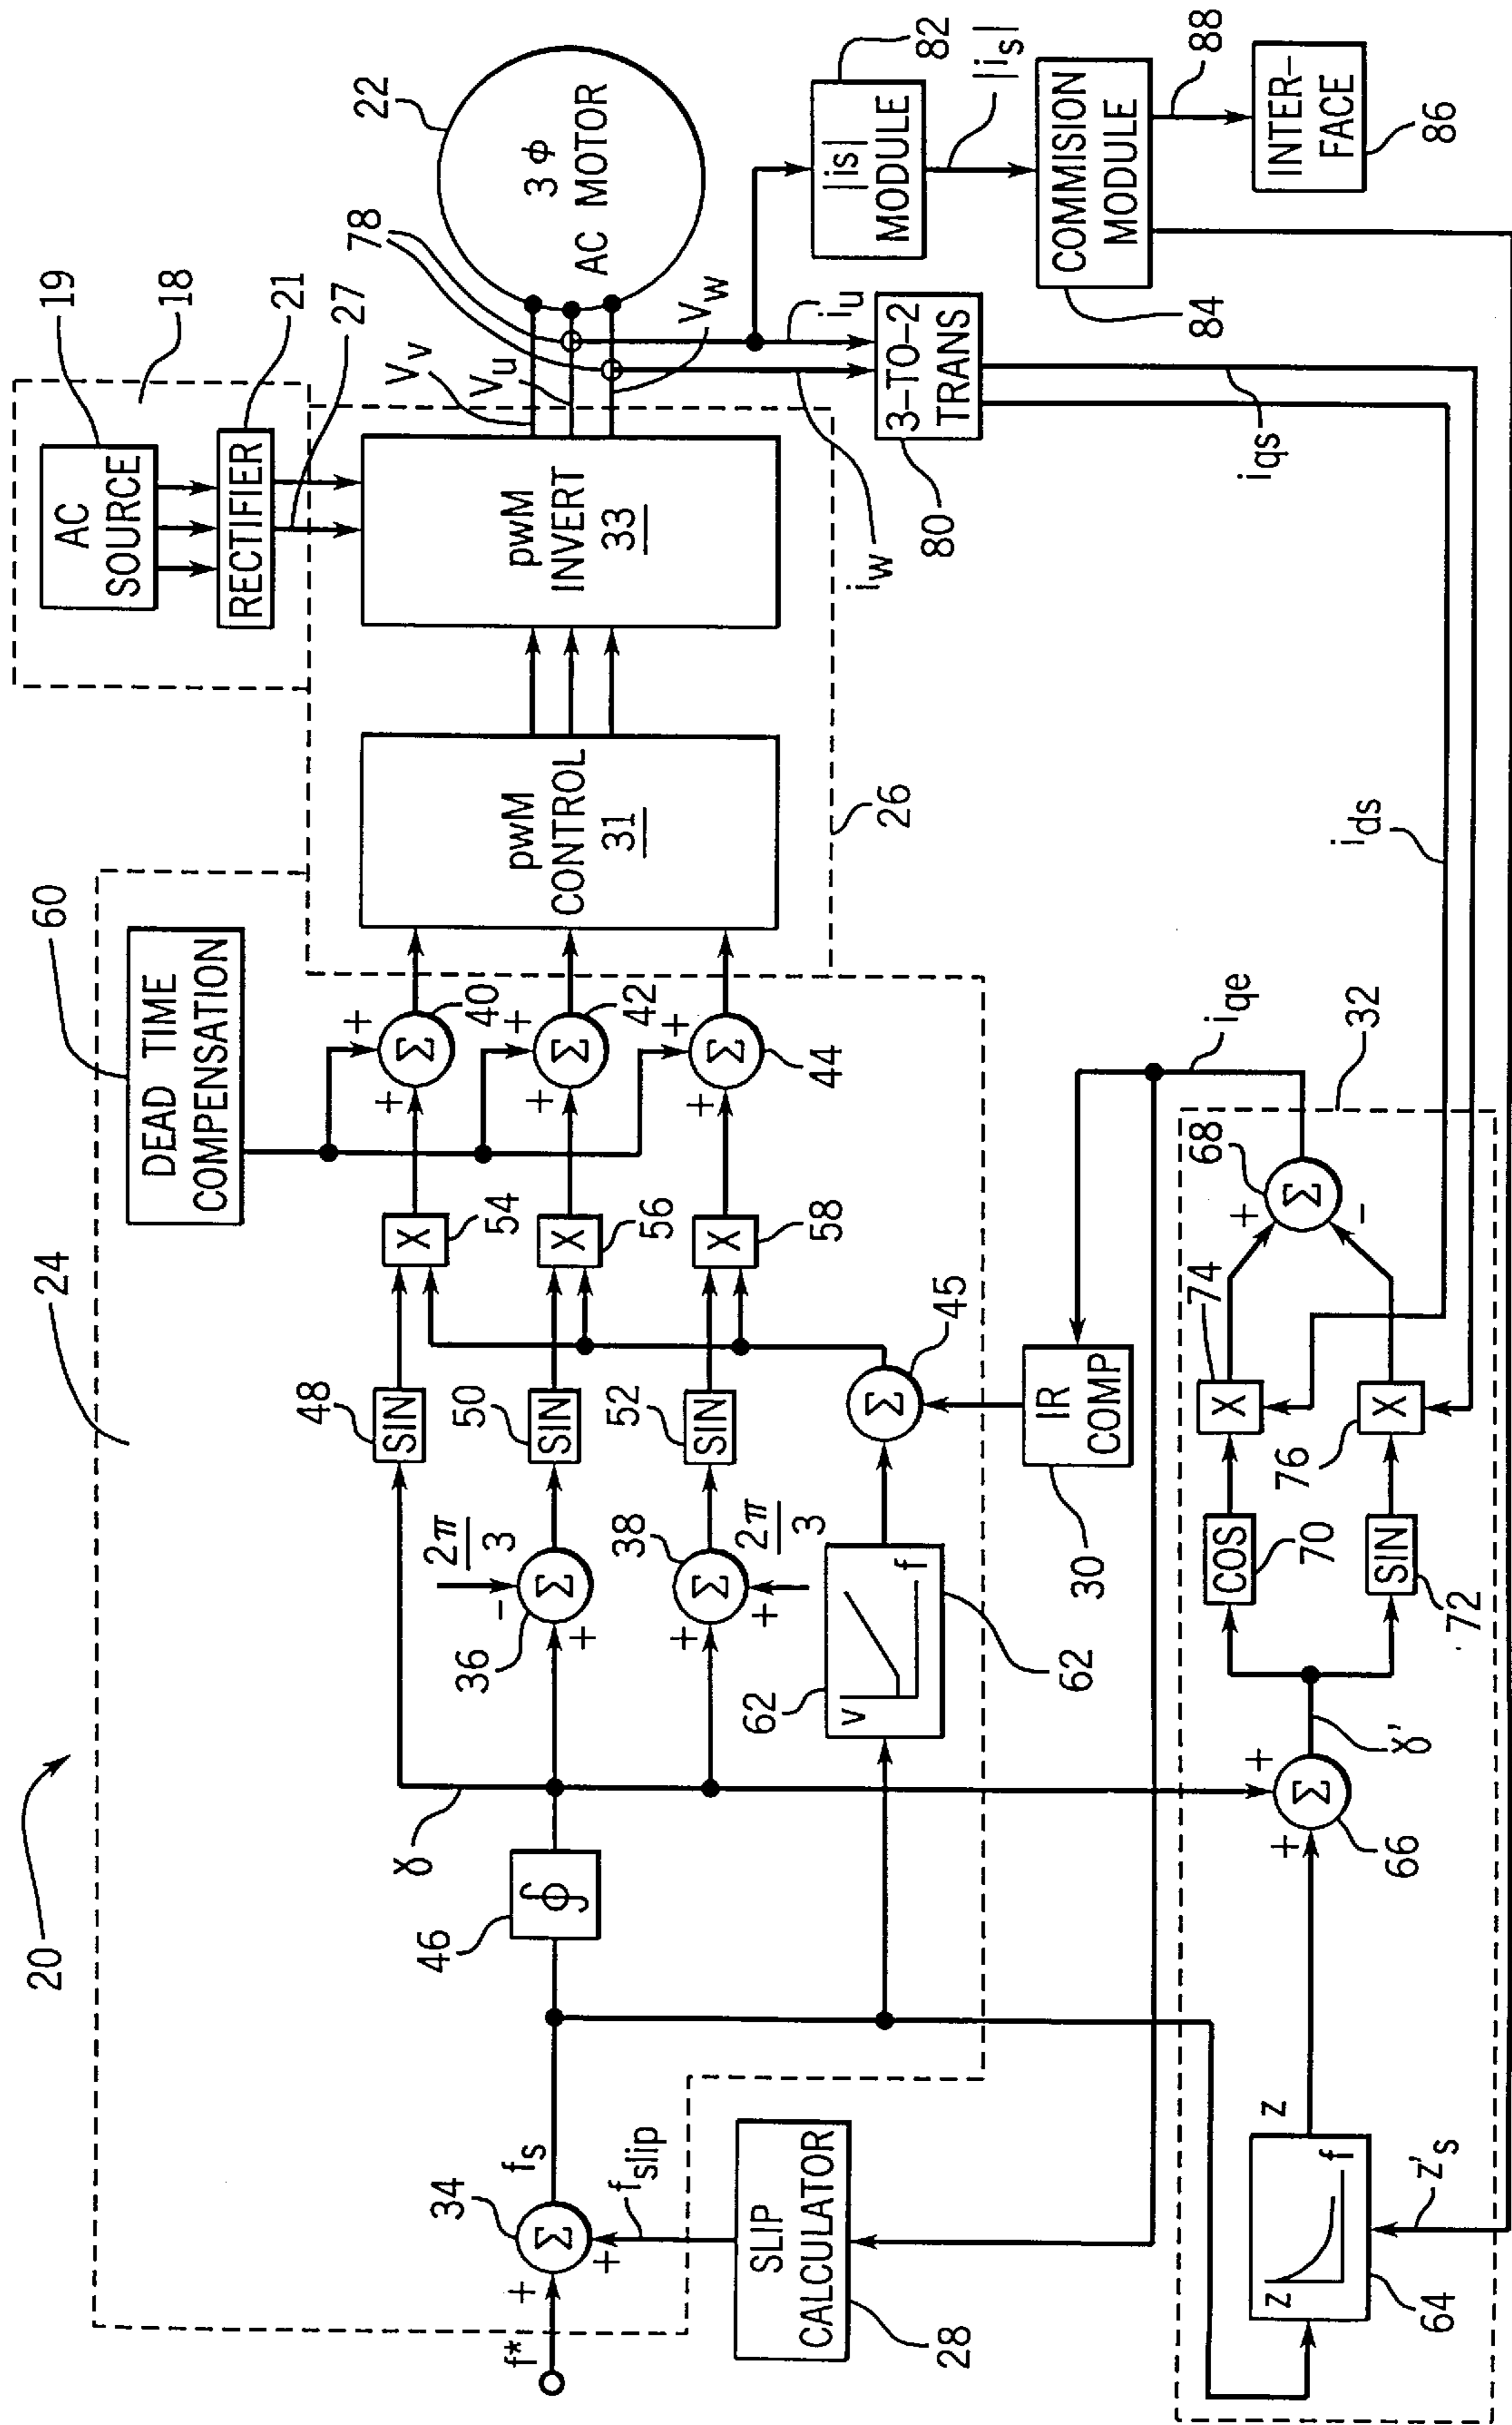 20
24
60
DEAD TIME
COMPENSATION
19
AC
SOURCE
18
RECTIFIER
21
27
f*
+
+
34
Σ
fs
fslip
SLIP
CALCULATOR
28
46
∮
γ
36
Σ
+
-
2π
3
38
Σ
+
+
2π
3
48
SIN
50
SIN
52
SIN
X
54
X
56
X
58
+
+
Σ
40
+
+
Σ
42
+
+
Σ
44
62
V
f
62
Σ
45
IR
COMP
30
pwM
CONTROL
31
pwM
INVERT
33
26
Vv
Vu
Vw
78
22
3 Φ
AC MOTOR
iu
iw
3-TO-2
TRANS
80
|is|
MODULE
82
|is|
COMMISION
MODULE
84
88
INTER-
FACE
86
iqs
ids
iqe
32
Z
f
64
Z's
Z
+
+
Σ
66
γ'
COS
70
SIN
72
X
74
X
76
+
-
Σ
68